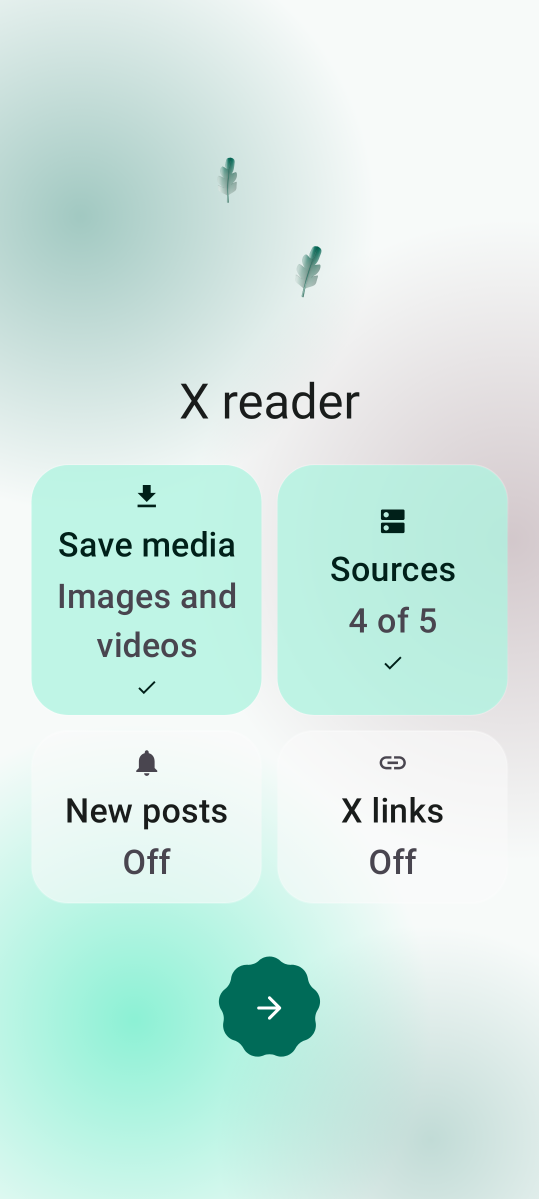 X reader
Save media
Images and
videos
Sources
4 of 5
New posts
Off
X links
Off